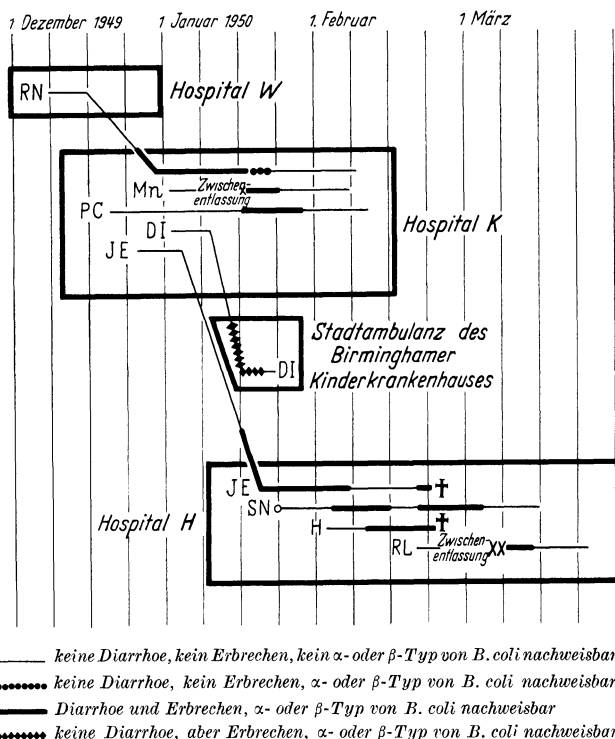 1 Dezember 1949 1 Januar 1950 1. Februar 1 März
RN Hospital W
Mn Zwischen-
entlassung
PC
DI Hospital K
JE
Stadtambulanz des
Birminghamer
DI Kinderkrankenhauses
JE
SN
Hospital H H
RL Zwischen-
entlassung XX
keine Diarrhoe, kein Erbrechen, kein α- oder β-Typ von B. coli nachweisbar
keine Diarrhoe, kein Erbrechen, α- oder β-Typ von B. coli nachweisbar
Diarrhoe und Erbrechen, α- oder β-Typ von B. coli nachweisbar
keine Diarrhoe, aber Erbrechen, α- oder β-Typ von B. coli nachweisbar